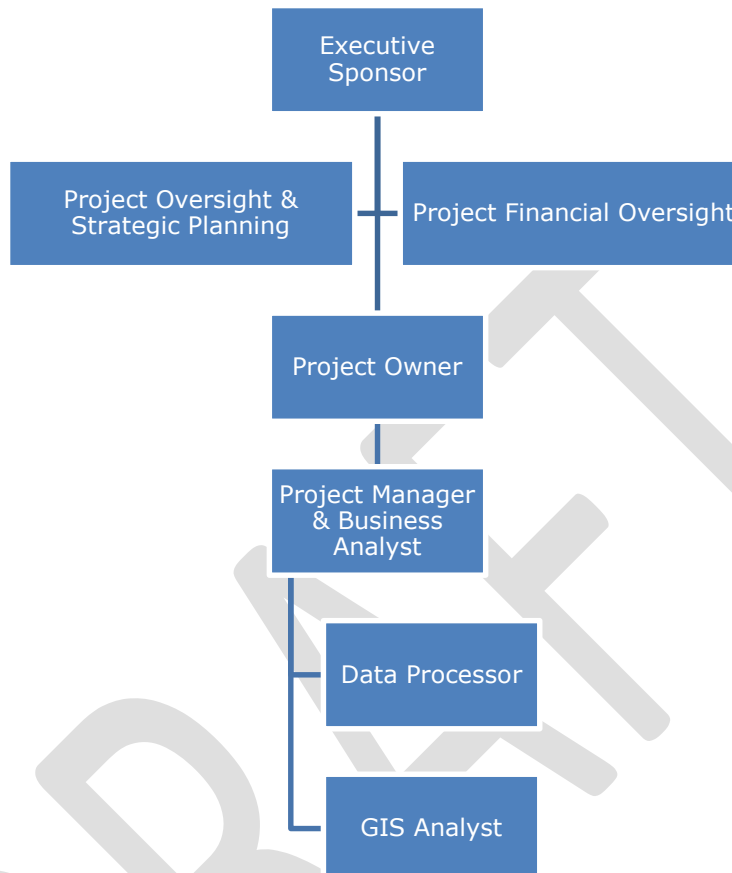 Executive
Sponsor
Project Oversight &
Strategic Planning
Project Financial Oversight
Project Owner
Project Manager
& Business
Analyst
Data Processor
GIS Analyst
DRAFT